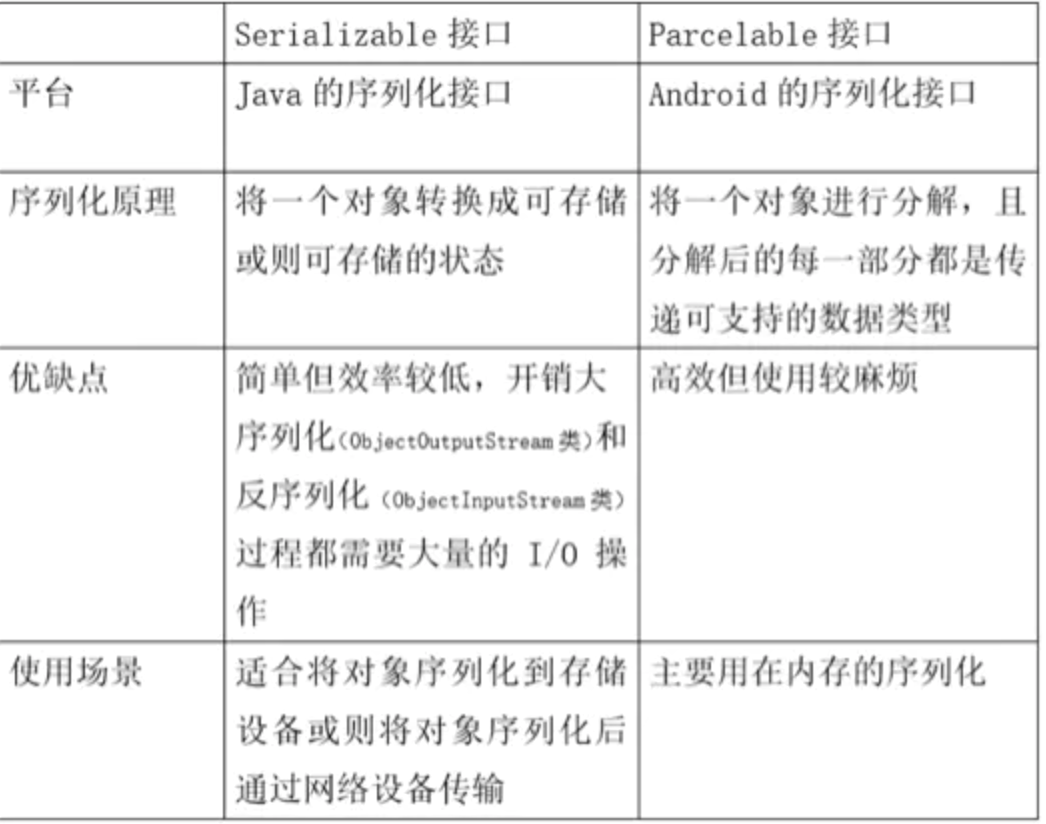 Serializable 接口
Parcelable 接口
平台
Java 的序列化接口
Android 的序列化接口
序列化原理
将一个对象转换成可存储
或则可存储的状态
将一个对象进行分解，且
分解后的每一部分都是传
递可支持的数据类型
优缺点
简单但效率较低，开销大
序列化(ObjectOutputStream 类)和
反序列化 (ObjectInputStream 类)
过程都需要大量的 I/O 操
作
高效但使用较麻烦
使用场景
适合将对象序列化到存储
设备或则将对象序列化后
通过网络设备传输
主要用在内存的序列化